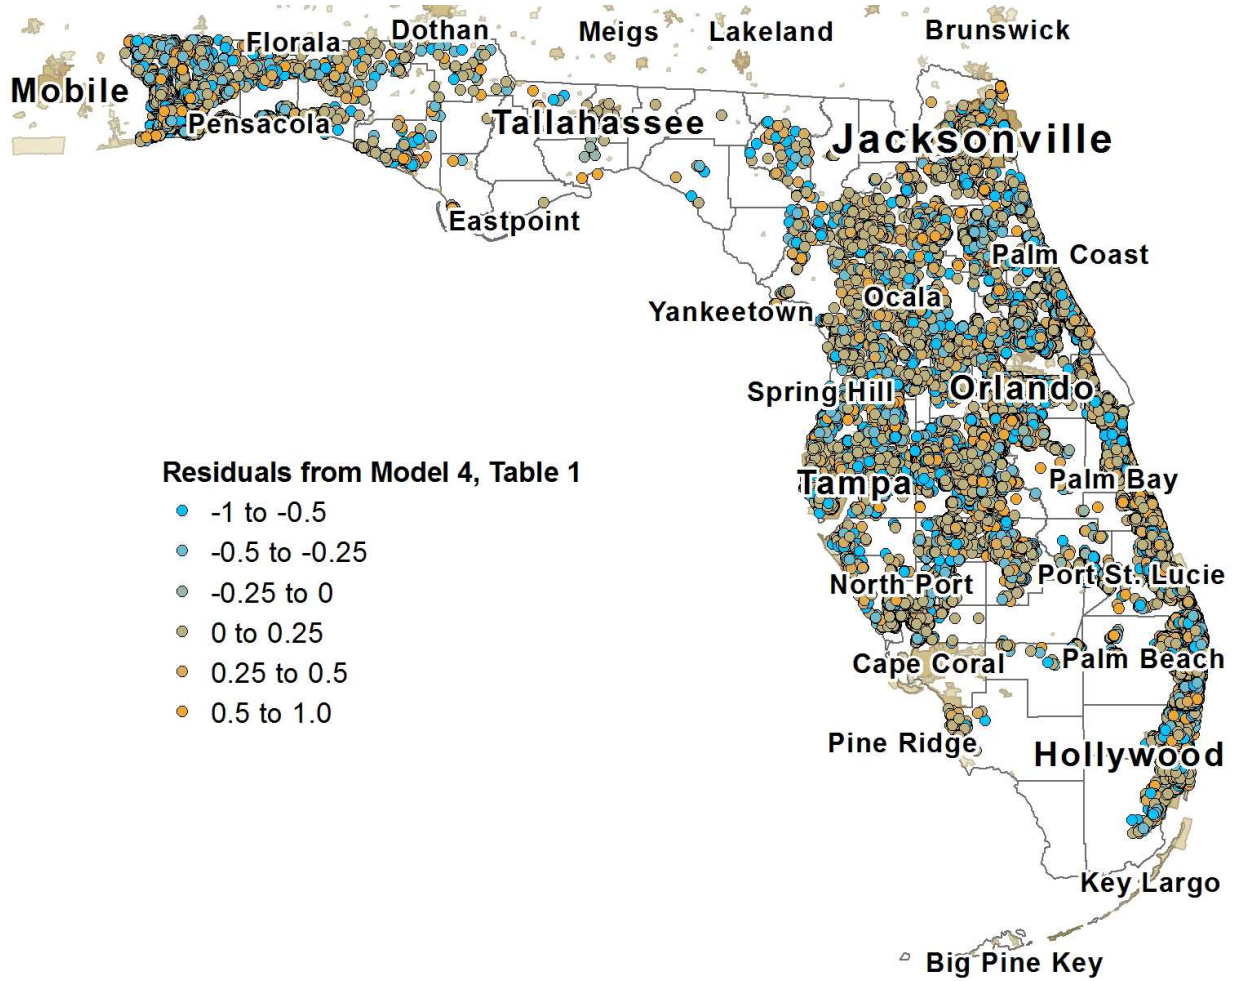 Dothan
Meigs
Lakeland
Brunswick
Florala
Mobile
Pensacola
Tallahassee
Jacksonville
Eastpoint
Palm Coast
Ocala
Yankeetown
Spring Hill
Orlando
Residuals from Model 4, Table 1
-1 to -0.5
-0.5 to -0.25
-0.25 to 0
0 to 0.25
0.25 to 0.5
0.5 to 1.0
Tampa
Palm Bay
North Port
Port St. Lucie
Cape Coral
Palm Beach
Pine Ridge
Hollywood
Key Largo
Big Pine Key